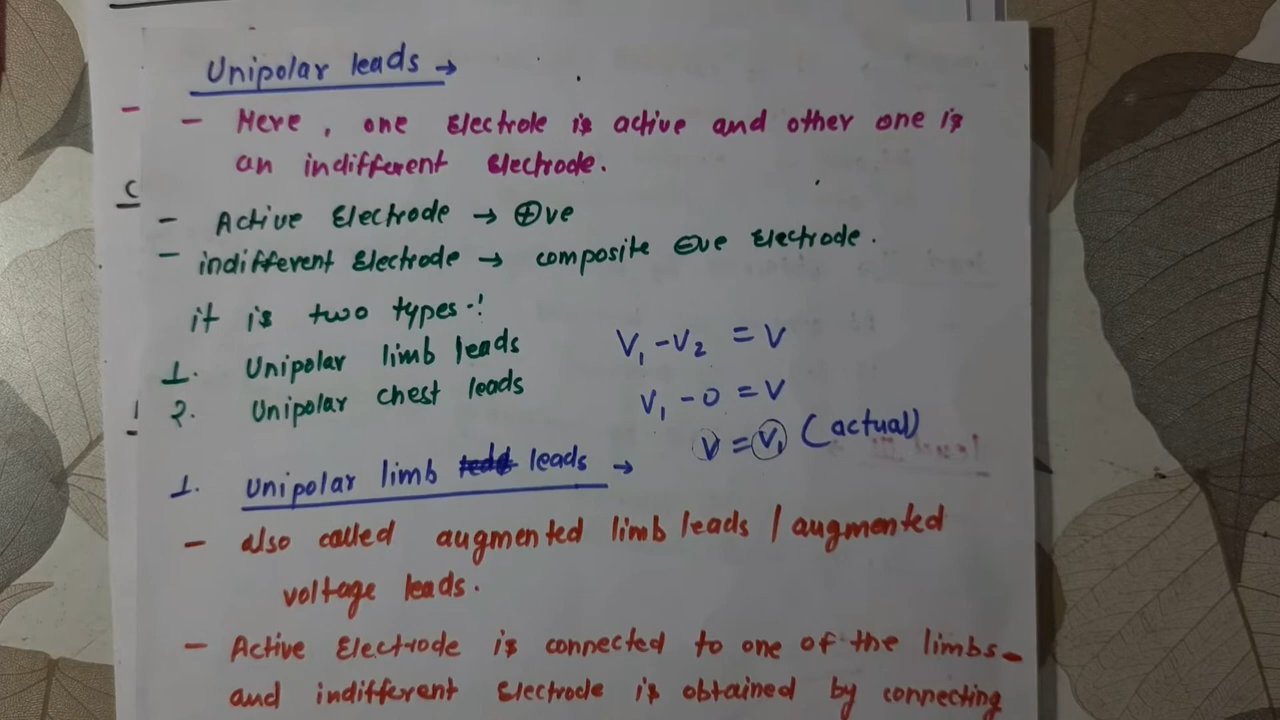 Unipolar leads →
- Here, one Electrole is active and other one is
an indifferent Electrode.
- Active Electrode → ⊕ve
- indifferent Electrode → composite ⊖ve Electrode.
it is two types -:
1. Unipolar limb leads
2. Unipolar chest leads
V₁ - V₂ = V
V₁ - 0 = V
V = V₁ (actual)
1. Unipolar limb leads →
- also called augmented limb leads / augmented
voltage leads.
- Active Electrode is connected to one of the limbs
and indifferent Electrode is obtained by connecting